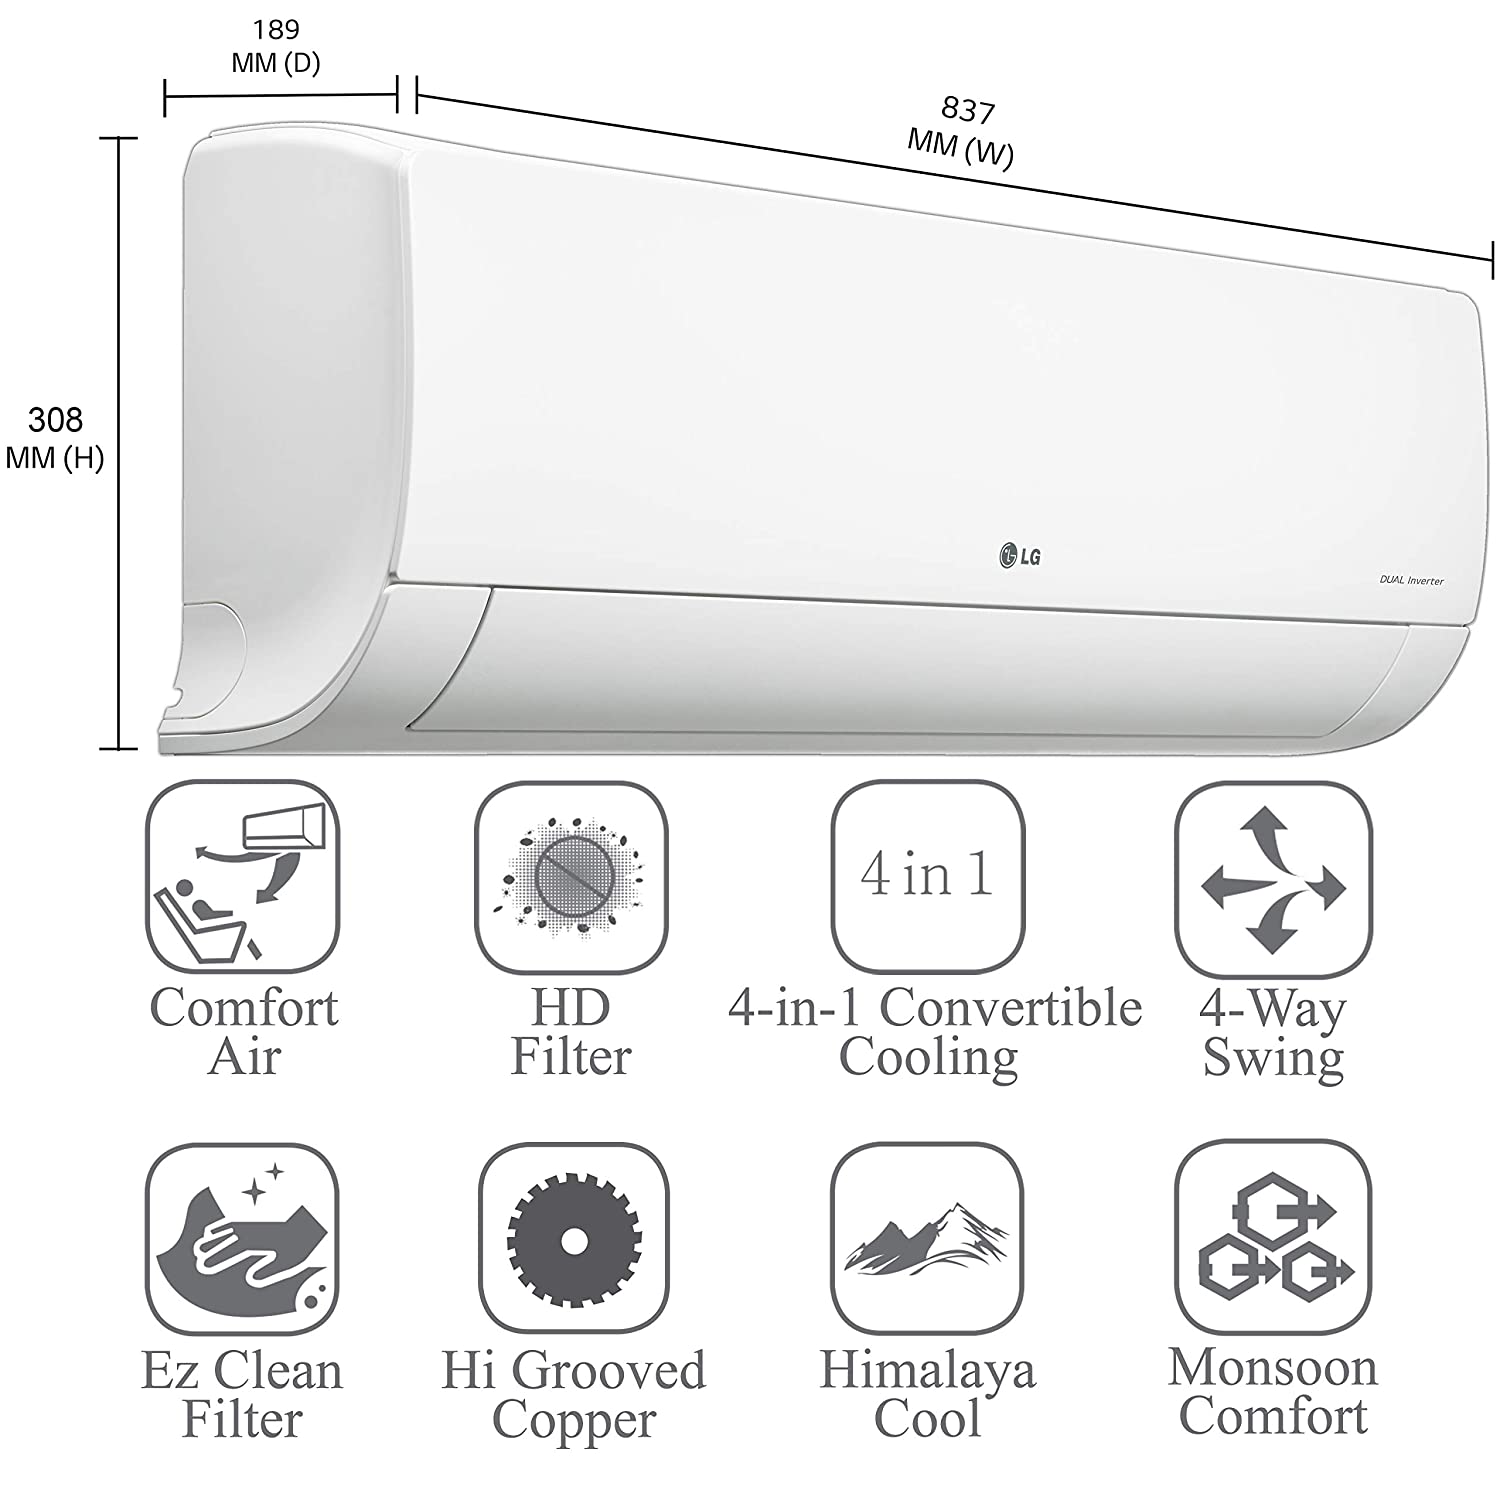 189
MM (D)
837
MM (W)
308
MM (H)
LG
DUAL Inverter
4 in 1
Comfort
Air
HD
Filter
4-in-1 Convertible
Cooling
4-Way
Swing
Ez Clean
Filter
Hi Grooved
Copper
Himalaya
Cool
Monsoon
Comfort